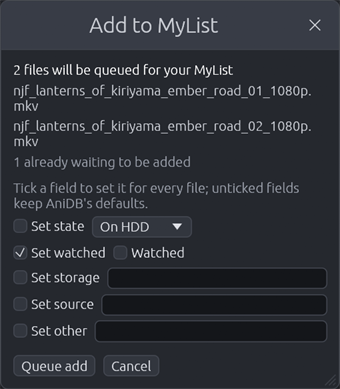 Add to MyList
2 files will be queued for your MyList
njf_lanterns_of_kiriyama_ember_road_01_1080p.
mkv
njf_lanterns_of_kiriyama_ember_road_02_1080p.
mkv
1 already waiting to be added
Tick a field to set it for every file; unticked fields
keep AniDB's defaults.
Set state On HDD
Set watched Watched
Set storage
Set source
Set other
Queue add Cancel